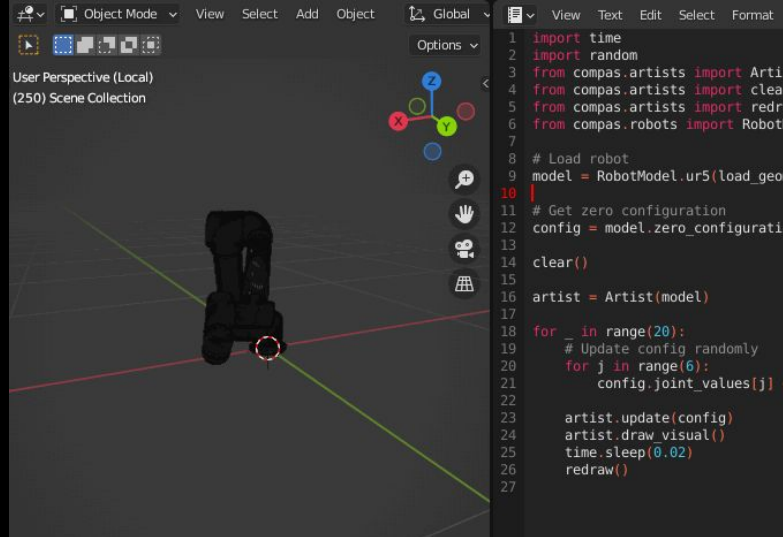 Object Mode View Select Add Object Global
Options
User Perspective (Local)
(250) Scene Collection
Z
X
Y
View Text Edit Select Format
1 import time
2 import random
3 from compas.artists import Arti
4 from compas.artists import clea
5 from compas.artists import redr
6 from compas.robots import Robot
7
8 # Load robot
9 model = RobotModel.ur5(load_geo
10
11 # Get zero configuration
12 config = model.zero_configurati
13
14 clear()
15
16 artist = Artist(model)
17
18 for _ in range(20):
19     # Update config randomly
20     for j in range(6):
21         config.joint_values[j]
22
23     artist.update(config)
24     artist.draw_visual()
25     time.sleep(0.02)
26     redraw()
27